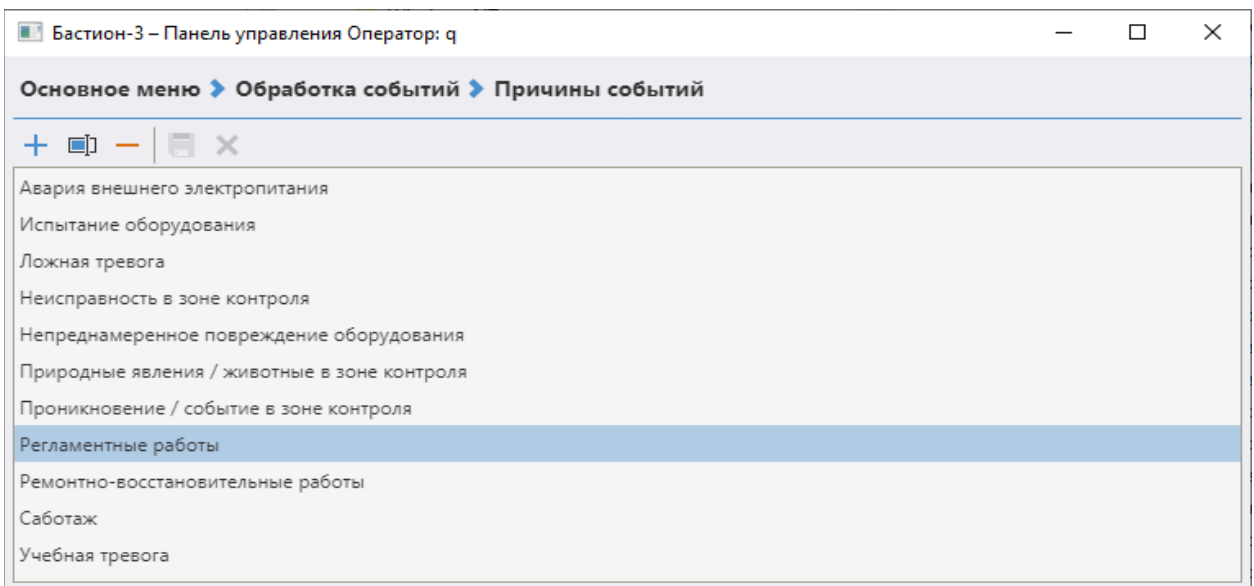 Бастион-3 – Панель управления Оператор: q
Основное меню Обработка событий Причины событий
Авария внешнего электропитания
Испытание оборудования
Ложная тревога
Неисправность в зоне контроля
Непреднамеренное повреждение оборудования
Природные явления / животные в зоне контроля
Проникновение / событие в зоне контроля
Регламентные работы
Ремонтно-восстановительные работы
Саботаж
Учебная тревога